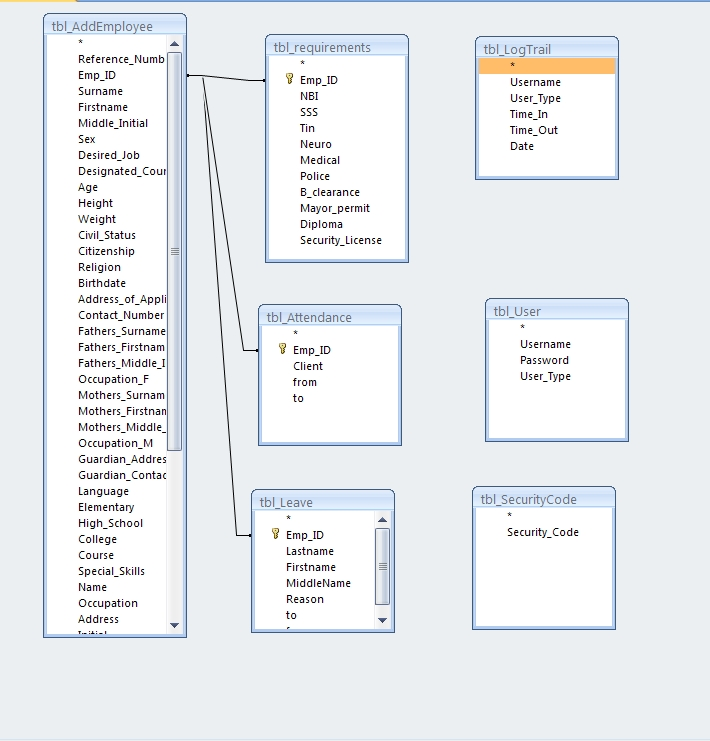 tbl_AddEmployee
*
Reference_Numb
Emp_ID
Surname
Firstname
Middle_Initial
Sex
Desired_Job
Designated_Cour
Age
Height
Weight
Civil_Status
Citizenship
Religion
Birthdate
Address_of_Appli
Contact_Number
Fathers_Surname
Fathers_Firstnam
Fathers_Middle_I
Occupation_F
Mothers_Surnam
Mothers_Firstnan
Mothers_Middle_
Occupation_M
Guardian_Addres
Guardian_Contac
Language
Elementary
High_School
College
Course
Special_Skills
Name
Occupation
Address
tbl_requirements
*
Emp_ID
NBI
SSS
Tin
Neuro
Medical
Police
B_clearance
Mayor_permit
Diploma
Security_License
tbl_Attendance
*
Emp_ID
Client
from
to
tbl_Leave
*
Emp_ID
Lastname
Firstname
MiddleName
Reason
to
tbl_LogTrail
*
Username
User_Type
Time_In
Time_Out
Date
tbl_User
*
Username
Password
User_Type
tbl_SecurityCode
*
Security_Code